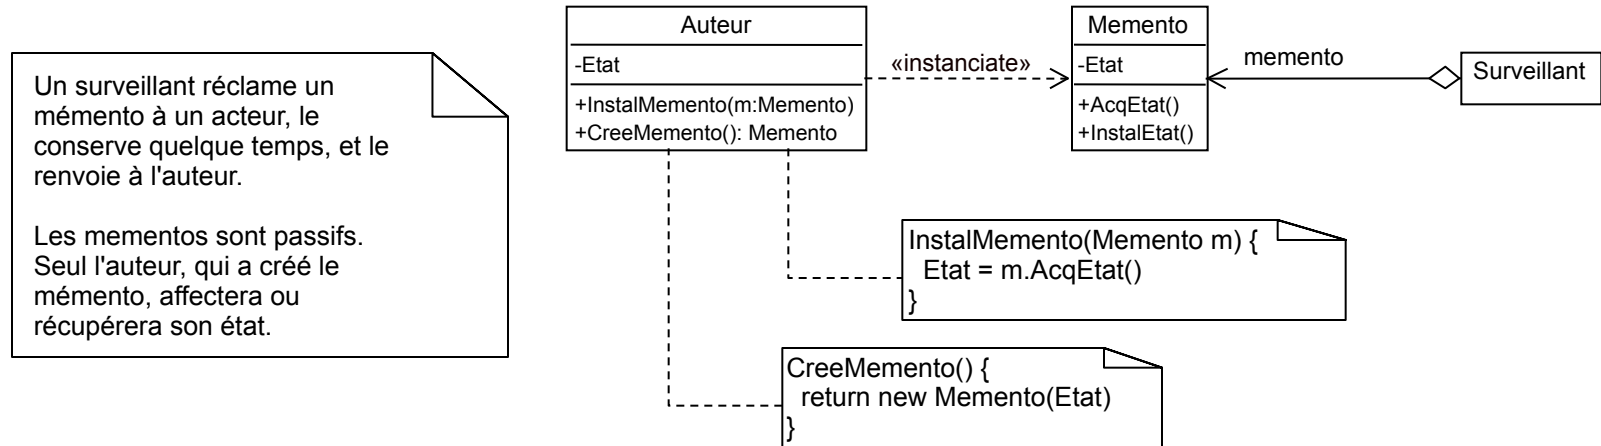 Un surveillant réclame un
mémento à un acteur, le
conserve quelque temps, et le
renvoie à l'auteur.
Les mementos sont passifs.
Seul l'auteur, qui a créé le
mémento, affectera ou
récupérera son état.
Auteur
-Etat
+InstalMemento(m:Memento)
+CreeMemento(): Memento
«instanciate»
Memento
-Etat
+AcqEtat()
+InstalEtat()
memento
Surveillant
InstalMemento(Memento m) {
Etat = m.AcqEtat()
}
CreeMemento() {
return new Memento(Etat)
}